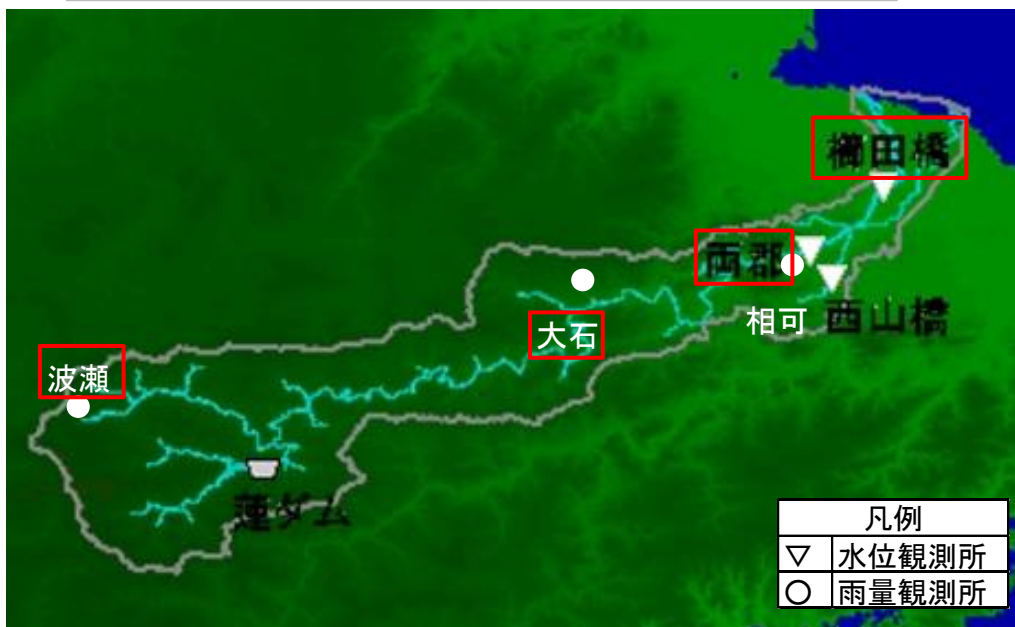 櫛田橋
両郡
大石
相可
西山橋
波瀬
蓮ダム
凡例
▽ 水位観測所
○ 雨量観測所